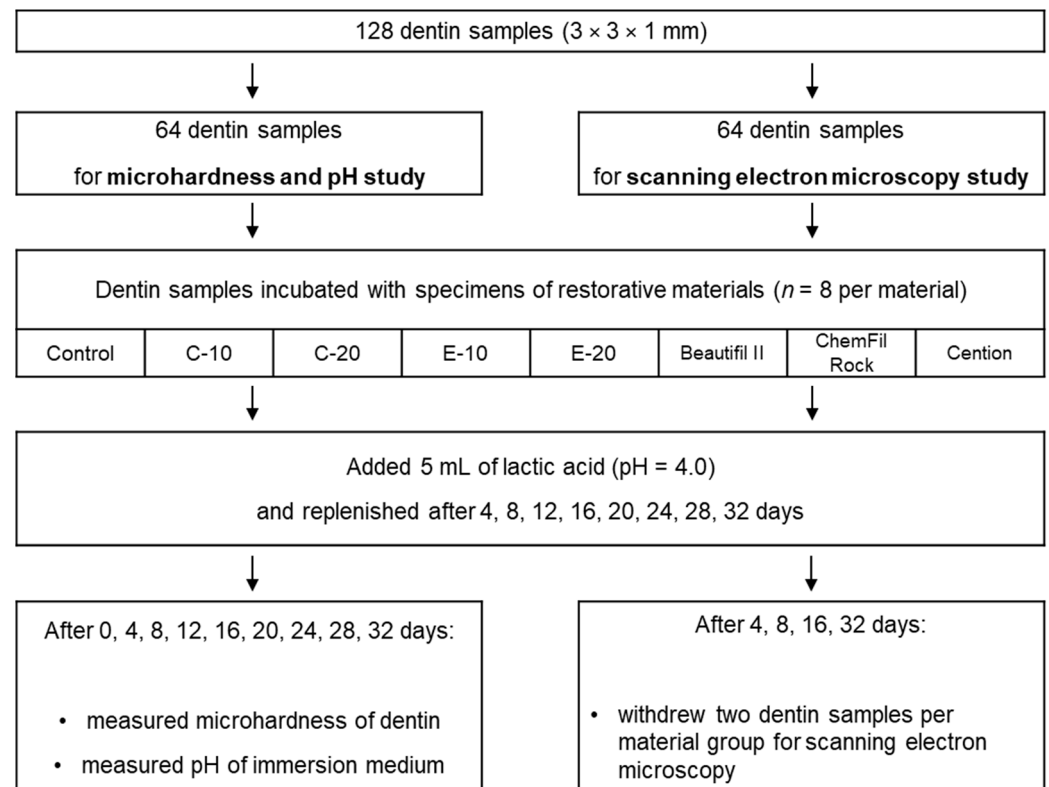 128 dentin samples (3 × 3 × 1 mm)
64 dentin samples
for microhardness and pH study
64 dentin samples
for scanning electron microscopy study
Dentin samples incubated with specimens of restorative materials (n = 8 per material)
Control
C-10
C-20
E-10
E-20
Beautifil II
ChemFil
Rock
Cention
Added 5 mL of lactic acid (pH = 4.0)
and replenished after 4, 8, 12, 16, 20, 24, 28, 32 days
After 0, 4, 8, 12, 16, 20, 24, 28, 32 days:
• measured microhardness of dentin
• measured pH of immersion medium
After 4, 8, 16, 32 days:
• withdrew two dentin samples per
material group for scanning electron
microscopy